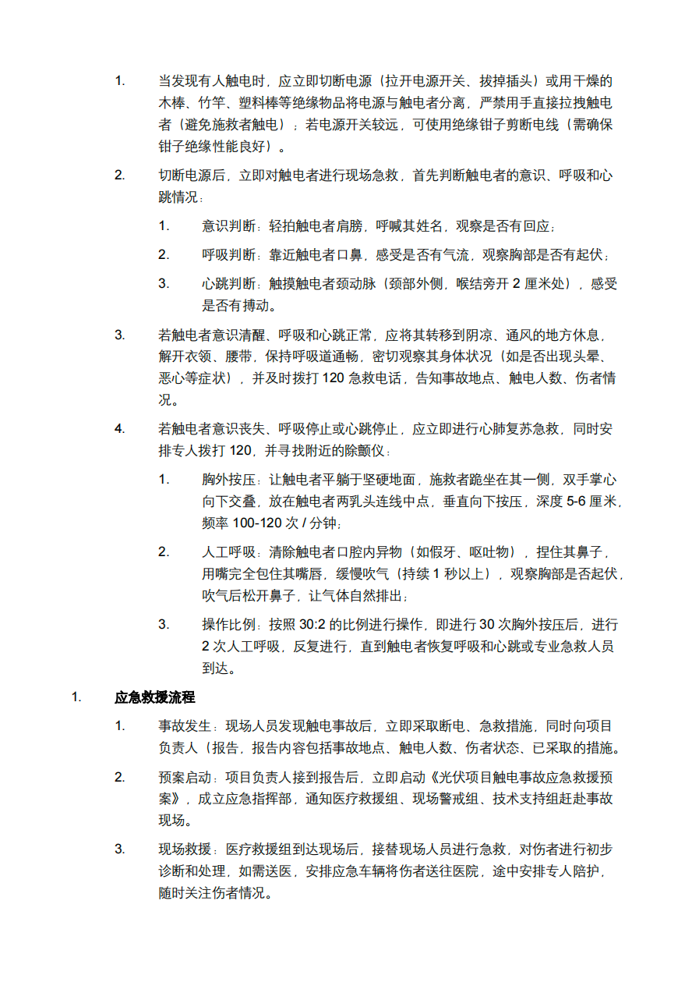 1. 当发现有人触电时，应立即切断电源（拉开电源开关、拔掉插头）或用干燥的
木棒、竹竿、塑料棒等绝缘物品将电源与触电者分离，严禁用手直接拉拽触电
者（避免施救者触电）；若电源开关较远，可使用绝缘钳子剪断电线（需确保
钳子绝缘性能良好）。
2. 切断电源后，立即对触电者进行现场急救，首先判断触电者的意识、呼吸和心
跳情况：
1. 意识判断：轻拍触电者肩膀，呼喊其姓名，观察是否有回应；
2. 呼吸判断：靠近触电者口鼻，感受是否有气流，观察胸部是否有起伏；
3. 心跳判断：触摸触电者颈动脉（颈部外侧，喉结旁开 2 厘米处），感受
是否有搏动。
3. 若触电者意识清醒、呼吸和心跳正常，应将其转移到阴凉、通风的地方休息，
解开衣领、腰带，保持呼吸道通畅，密切观察其身体状况（如是否出现头晕、
恶心等症状），并及时拨打 120 急救电话，告知事故地点、触电人数、伤者情
况。
4. 若触电者意识丧失、呼吸停止或心跳停止，应立即进行心肺复苏急救，同时安
排专人拨打 120，并寻找附近的除颤仪：
1. 胸外按压：让触电者平躺于坚硬地面，施救者跪坐在其一侧，双手掌心
向下交叠，放在触电者两乳头连线中点，垂直向下按压，深度 5-6 厘米，
频率 100-120 次 / 分钟；
2. 人工呼吸：清除触电者口腔内异物（如假牙、呕吐物），捏住其鼻子，
用嘴完全包住其嘴唇，缓慢吹气（持续 1 秒以上），观察胸部是否起伏，
吹气后松开鼻子，让气体自然排出；
3. 操作比例：按照 30:2 的比例进行操作，即进行 30 次胸外按压后，进行
2 次人工呼吸，反复进行，直到触电者恢复呼吸和心跳或专业急救人员
到达。
1. 应急救援流程
1. 事故发生：现场人员发现触电事故后，立即采取断电、急救措施，同时向项目
负责人（报告，报告内容包括事故地点、触电人数、伤者状态、已采取的措施。
2. 预案启动：项目负责人接到报告后，立即启动《光伏项目触电事故应急救援预
案》，成立应急指挥部，通知医疗救援组、现场警戒组、技术支持组赶赴事故
现场。
3. 现场救援：医疗救援组到达现场后，接替现场人员进行急救，对伤者进行初步
诊断和处理，如需送医，安排应急车辆将伤者送往医院，途中安排专人陪护，
随时关注伤者情况。